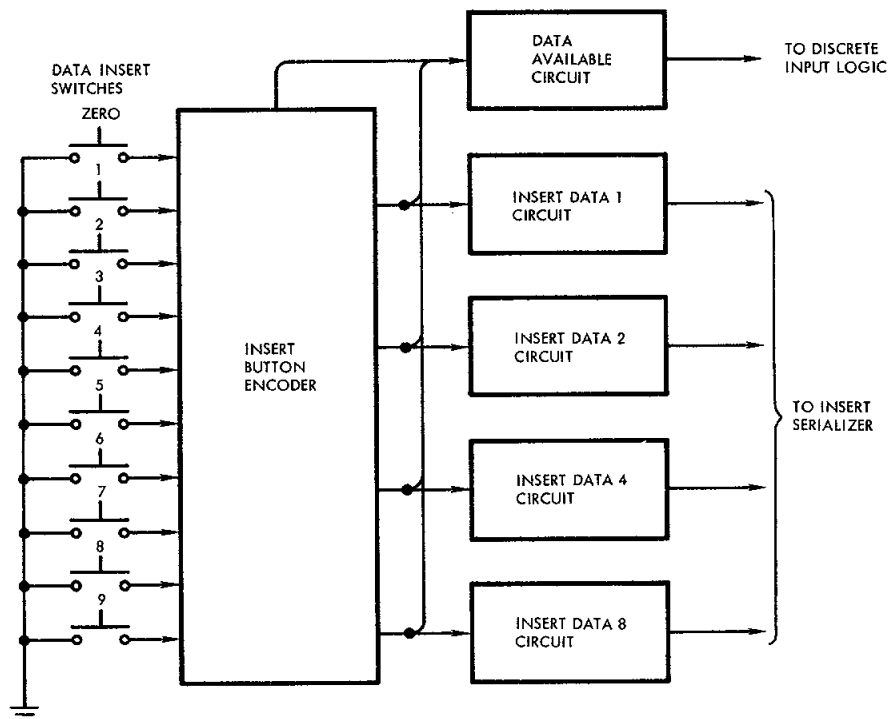 DATA INSERT
SWITCHES
ZERO
1
2
3
4
5
6
7
8
9
INSERT
BUTTON
ENCODER
DATA
AVAILABLE
CIRCUIT
TO DISCRETE
INPUT LOGIC
INSERT DATA 1
CIRCUIT
INSERT DATA 2
CIRCUIT
INSERT DATA 4
CIRCUIT
INSERT DATA 8
CIRCUIT
TO INSERT
SERIALIZER